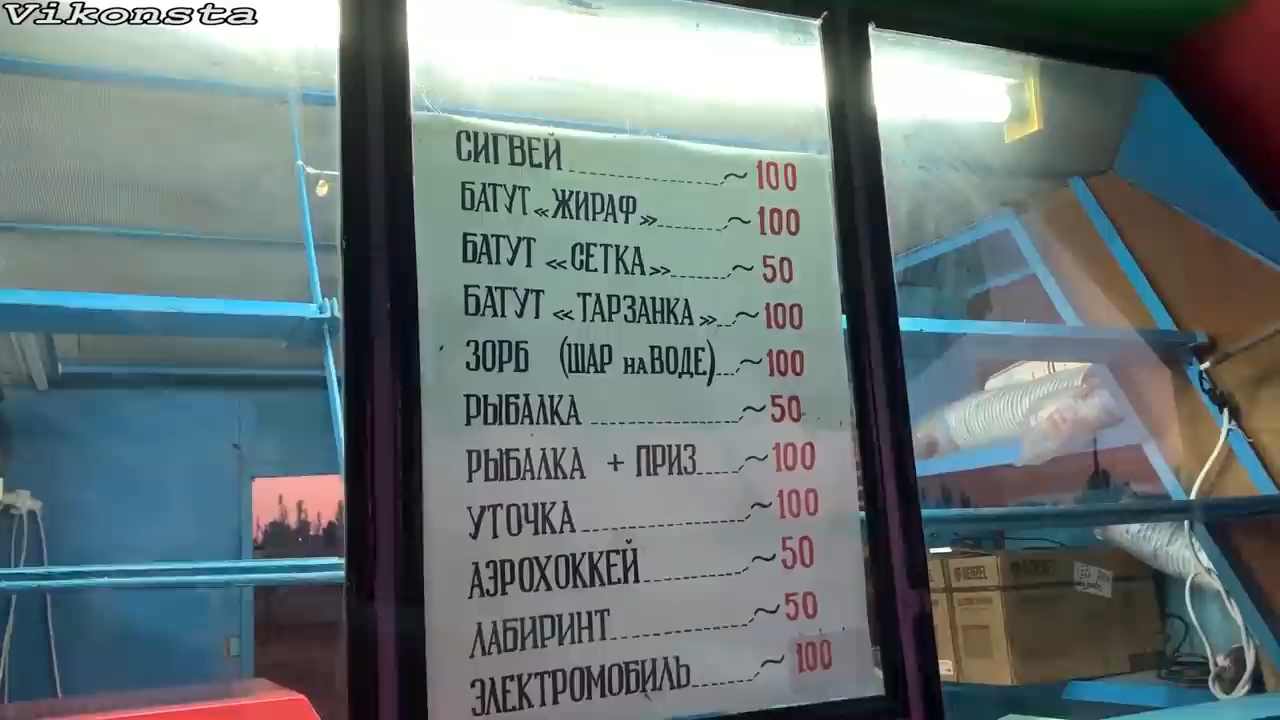 Vikonsta
СИГВЕЙ ~ 100
БАТУТ «ЖИРАФ» ~ 100
БАТУТ «СЕТКА» ~ 50
БАТУТ «ТАРЗАНКА» ~ 100
ЗОРБ (ШАР НА ВОДЕ) ~ 100
РЫБАЛКА ~ 50
РЫБАЛКА + ПРИЗ ~ 100
УТОЧКА ~ 100
АЭРОХОККЕЙ ~ 50
ЛАБИРИНТ ~ 50
ЭЛЕКТРОМОБИЛЬ ~ 100